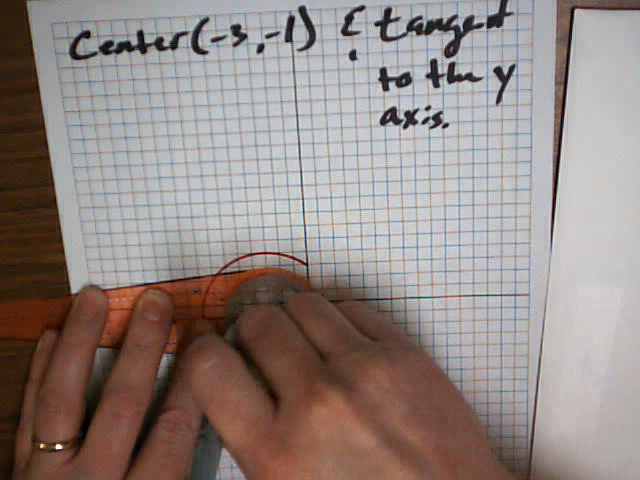 Center (-3,-1) & tangent
to the y
axis.